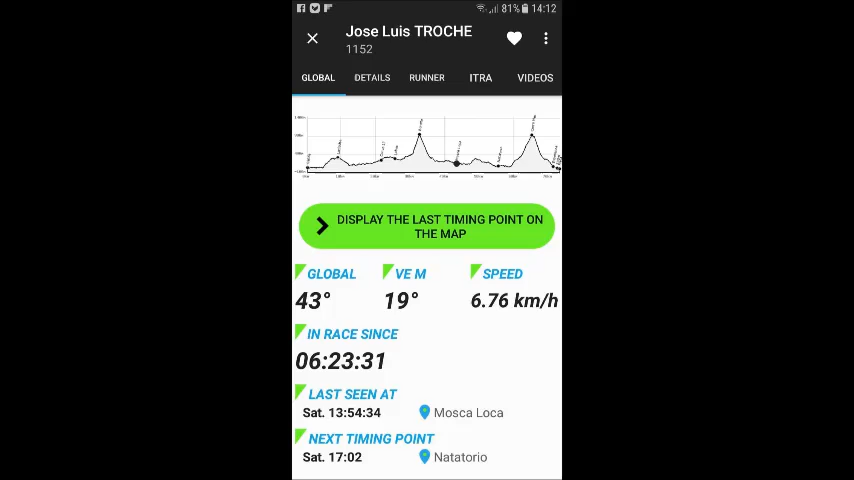 81% 14:12
Jose Luis TROCHE
1152
GLOBAL DETAILS RUNNER ITRA VIDEOS
DISPLAY THE LAST TIMING POINT ON
THE MAP
GLOBAL VE M SPEED
43° 19° 6.76 km/h
IN RACE SINCE
06:23:31
LAST SEEN AT
Sat. 13:54:34 Mosca Loca
NEXT TIMING POINT
Sat. 17:02 Natatorio